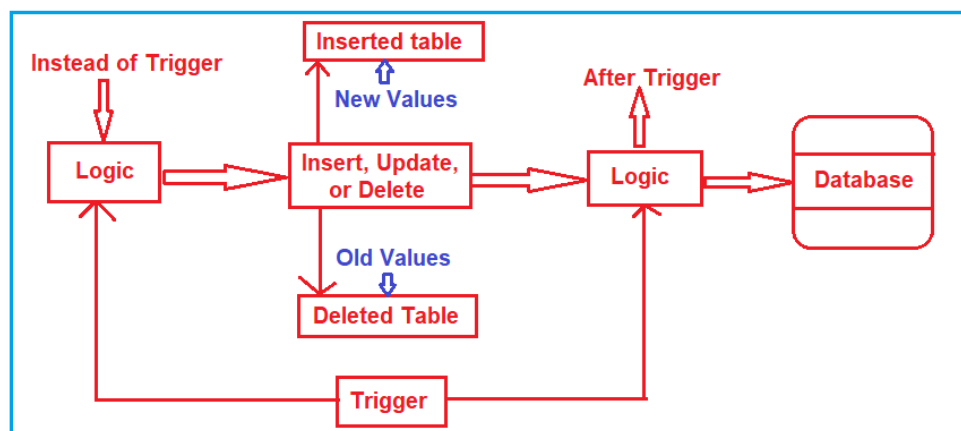 Inserted table
Instead of Trigger
New Values
After Trigger
Logic
Insert, Update,
or Delete
Logic
Database
Old Values
Deleted Table
Trigger